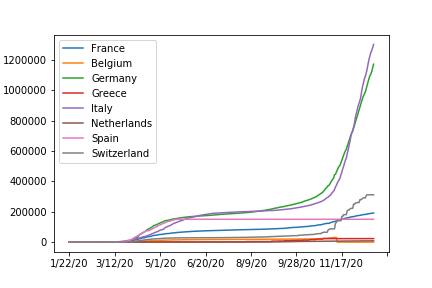 France
Belgium
Germany
Greece
Italy
Netherlands
Spain
Switzerland
1200000
1000000
800000
600000
400000
200000
0
1/22/20 3/12/20 5/1/20 6/20/20 8/9/20 9/28/20 11/17/20